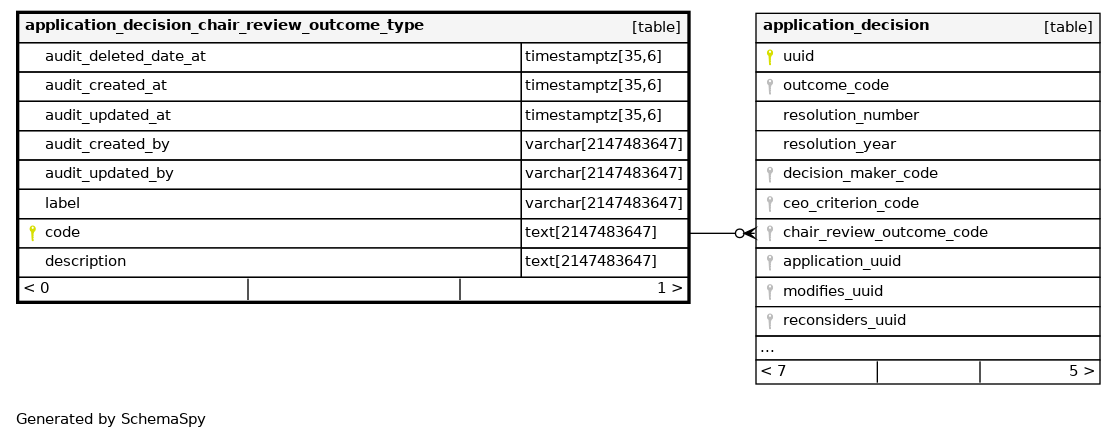 application_decision_chair_review_outcome_type [table]
audit_deleted_date_at timestamptz[35,6]
audit_created_at timestamptz[35,6]
audit_updated_at timestamptz[35,6]
audit_created_by varchar[2147483647]
audit_updated_by varchar[2147483647]
label varchar[2147483647]
code text[2147483647]
description text[2147483647]
< 0 1 >
application_decision [table]
uuid
outcome_code
resolution_number
resolution_year
decision_maker_code
ceo_criterion_code
chair_review_outcome_code
application_uuid
modifies_uuid
reconsiders_uuid
...
< 7 5 >
Generated by SchemaSpy